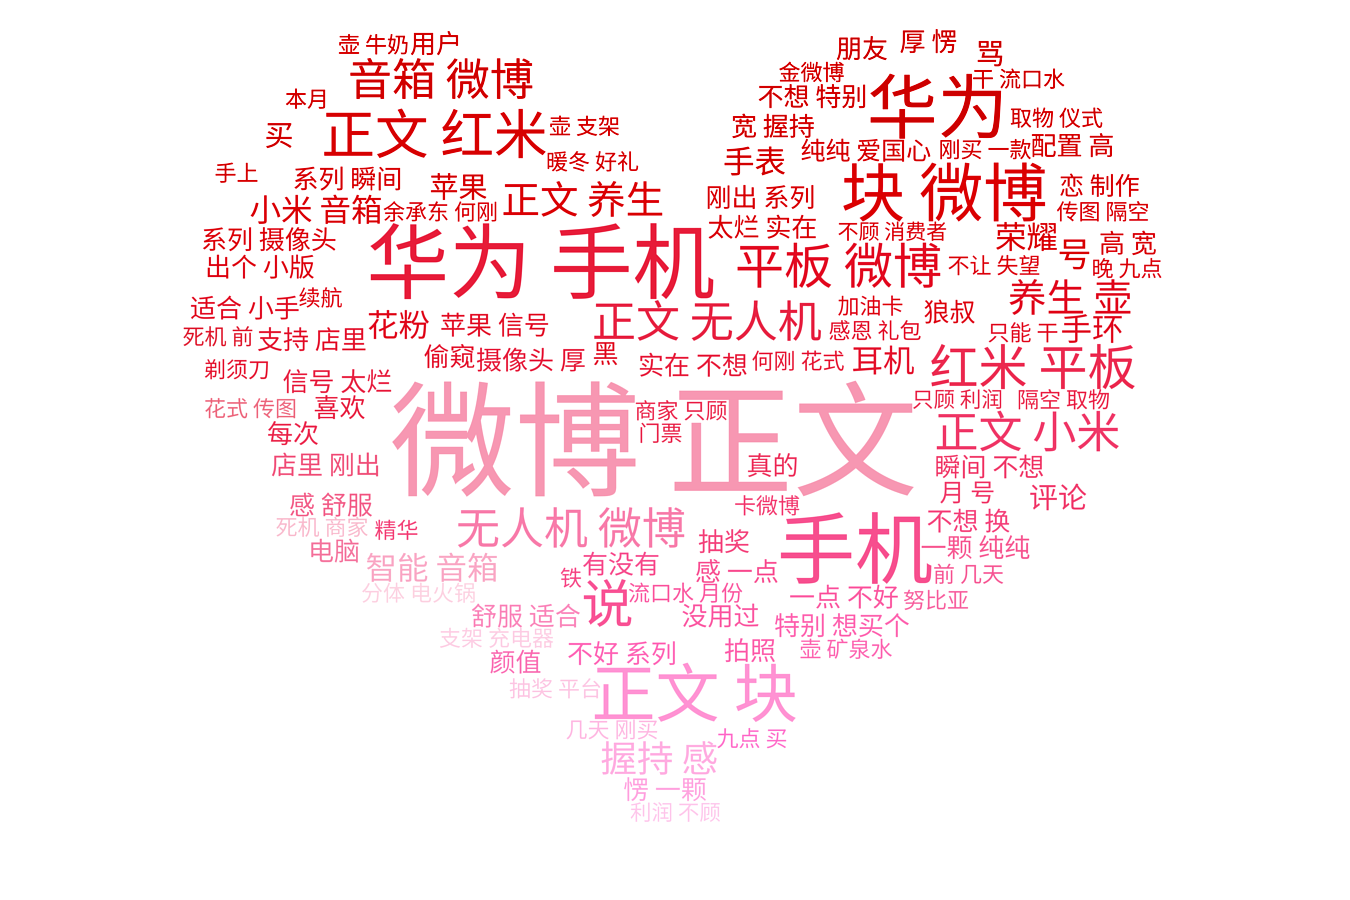 壶 牛奶
用户
朋友
厚 愣
骂
音箱 微博
金微博
干 流口水
本月
不想 特别
华为
正文 红米
壶 支架
取物 仪式
买
宽 握持
暖冬 好礼
手表
纯纯 爱国心
刚买 一款
配置 高
手上
系列 瞬间
苹果
正文 养生
刚出 系列
块 微博
恋 制作
小米 音箱
余承东 何刚
传图 隔空
系列 摄像头
太烂 实在
不顾 消费者
荣耀
号
高 宽
出个 小版
华为 手机
平板 微博
不让 失望
晚 九点
适合 小手
续航
花粉
苹果 信号
正文 无人机
加油卡
狼叔
养生 壶
死机 前
支持 店里
感恩 礼包
只能 干
手环
偷窥
摄像头 厚
黑
实在 不想
何刚 花式
耳机
红米 平板
剃须刀
信号 太烂
花式 传图
喜欢
微博 正文
商家 只顾
只顾 利润
隔空 取物
每次
门票
正文 小米
店里 刚出
真的
瞬间 不想
感 舒服
卡微博
月 号
评论
死机 商家
精华
无人机 微博
抽奖
手机
不想 换
电脑
智能 音箱
有没有
一颗 纯纯
铁
感 一点
前 几天
分体 电火锅
说
流口水 月份
一点 不好
努比亚
舒服 适合
没用过
特别 想买个
支架 充电器
不好 系列
拍照
壶 矿泉水
颜值
抽奖 平台
正文 块
几天 刚买
九点 买
握持 感
愣 一颗
利润 不顾